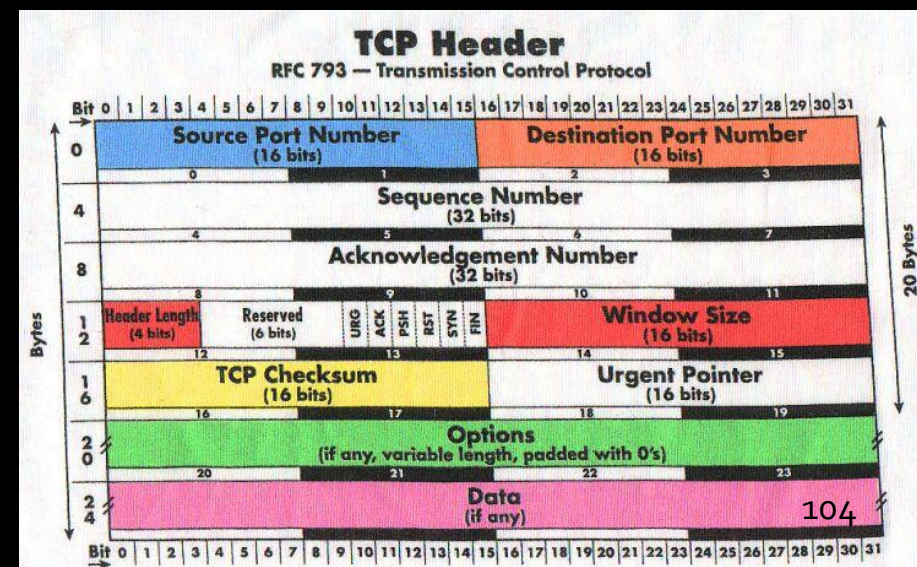 TCP Header
RFC 793 — Transmission Control Protocol
Bit 0 1 2 3 4 5 6 7 8 9 10 11 12 13 14 15 16 17 18 19 20 21 22 23 24 25 26 27 28 29 30 31
0 Source Port Number Destination Port Number
(16 bits) (16 bits)
0 1 2 3
4 Sequence Number
(32 bits)
4 5 6 7
8 Acknowledgement Number
(32 bits)
8 9 10 11
12 Header Length Reserved URG ACK PSH RST SYN FIN Window Size
(4 bits) (6 bits) (16 bits)
12 13 14 15
16 TCP Checksum Urgent Pointer
(16 bits) (16 bits)
16 17 18 19
20 Options
(if any, variable length, padded with 0's)
20 21 22 23
24 Data
(if any) 104
Bit 0 1 2 3 4 5 6 7 8 9 10 11 12 13 14 15 16 17 18 19 20 21 22 23 24 25 26 27 28 29 30 31
Bytes
20 Bytes